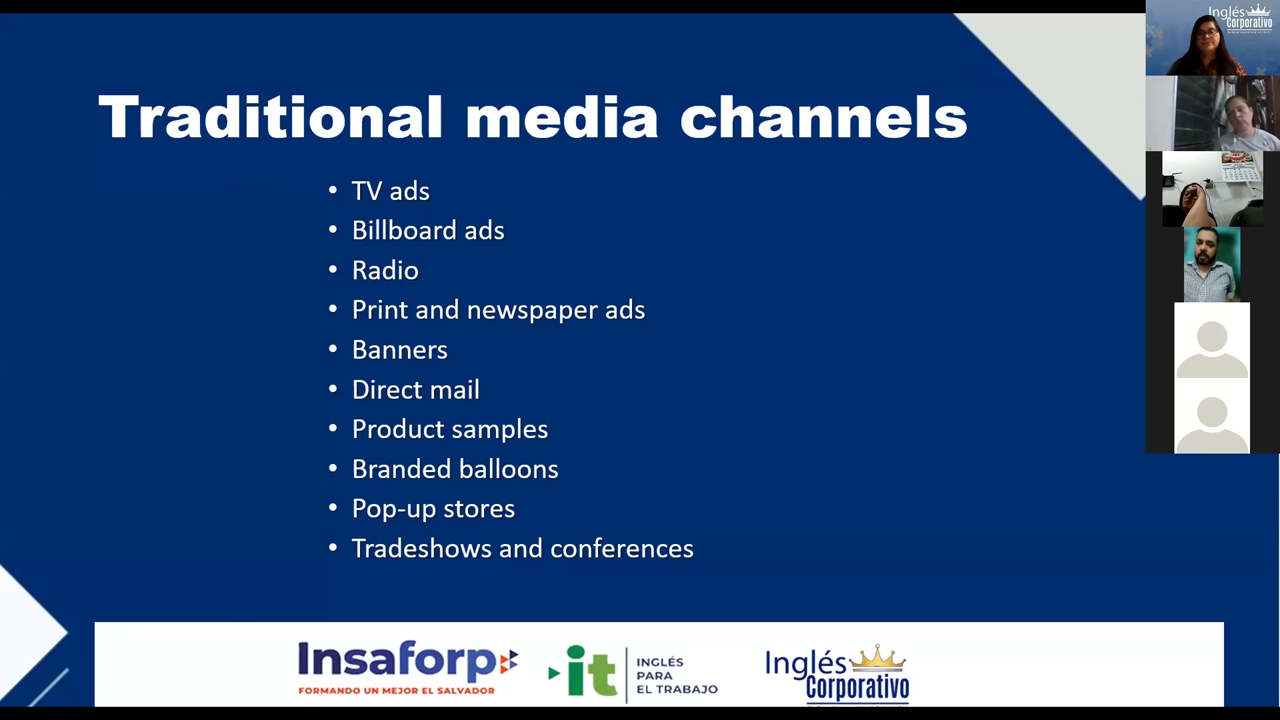 Traditional media channels
• TV ads
• Billboard ads
• Radio
• Print and newspaper ads
• Banners
• Direct mail
• Product samples
• Branded balloons
• Pop-up stores
• Tradeshows and conferences
Insaforp
FORMANDO UN MEJOR EL SALVADOR
it
INGLÉS
PARA
EL TRABAJO
Inglés
Corporativo
Inglés
Corporativo